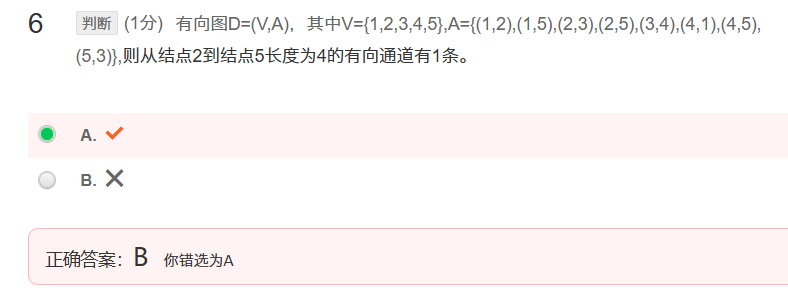 6 判断 (1分) 有向图D=(V,A)，其中V={1,2,3,4,5},A={(1,2),(1,5),(2,3),(2,5),(3,4),(4,1),(4,5),
(5,3)},则从结点2到结点5长度为4的有向通道有1条。
A.
B.
正确答案：B 你错选为A